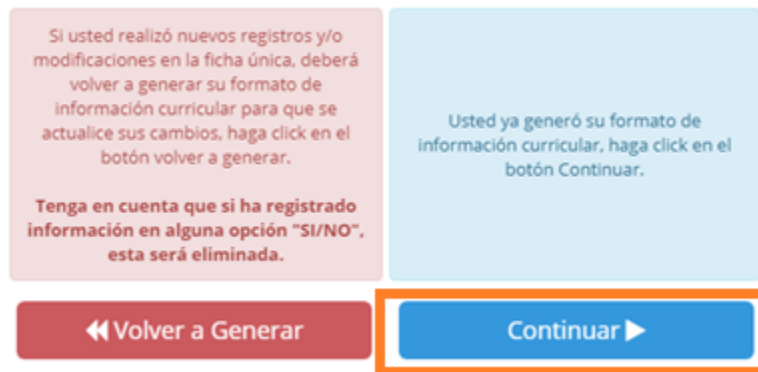 Si usted realizó nuevos registros y/o
modificaciones en la ficha única, deberá
volver a generar su formato de
información curricular para que se
actualice sus cambios, haga click en el
botón volver a generar.
Tenga en cuenta que si ha registrado
información en alguna opción "SI/NO",
esta será eliminada.
Usted ya generó su formato de
información curricular, haga click en el
botón Continuar.
Volver a Generar
Continuar